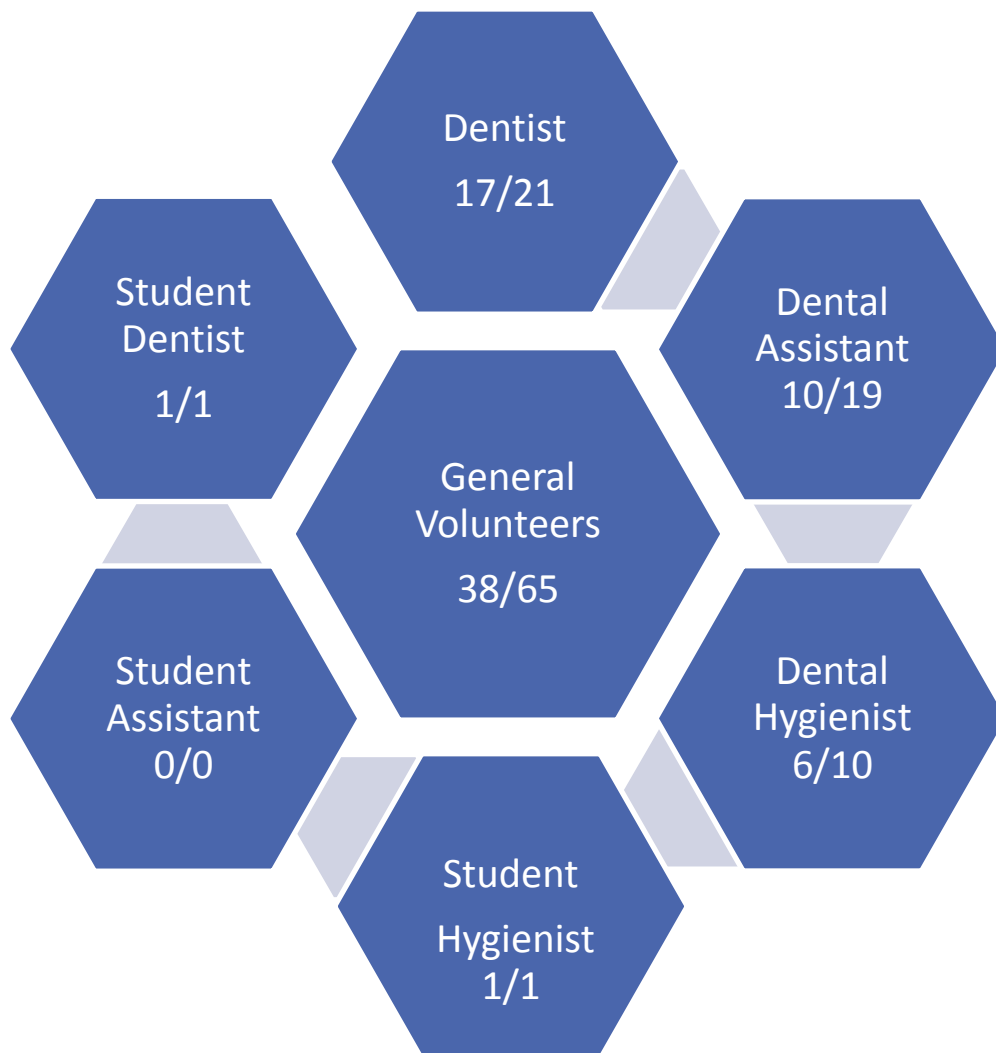 Dentist
17/21
Dental
Assistant
10/19
Dental
Hygienist
6/10
Student
Hygienist
1/1
Student
Assistant
0/0
Student
Dentist
1/1
General
Volunteers
38/65